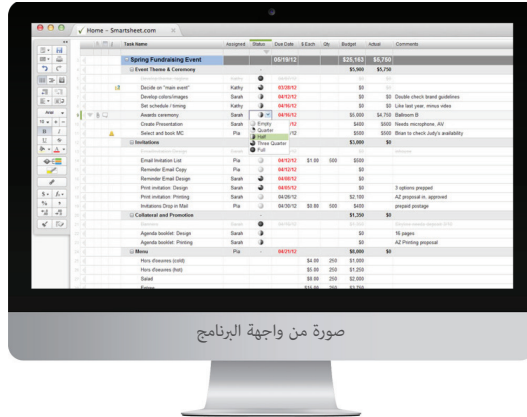 Home – Smartsheet.com
Task Name Assigned Status Due Date $ Each Qty Budget Actual Comments
Spring Fundraising Event 05/19/12 $25,163 $5,750
Event Theme & Ceremony - $5,900 $5,750
Decide on "main event" Kathy 03/28/12 $0
Develop colors/images Sarah 04/12/12 $0 $0 Double check brand guidelines
Set schedule / timing Kathy 04/16/12 $0 $0 Like last year, minus video
Awards ceremony Sarah 04/16/12 $5,000 $4,750 Ballroom B
Create Presentation Sarah /12 $400 $500 Needs microphone, AV
Select and book MC Pia /12 $500 $500 Brian to check Judy's availability
Empty
Quarter
Half
Three Quarter
Full
Invitations $3,000 $0
Email Invitation List Pia 04/12/12 $1.00 500 $500
Reminder Email Copy Pia 04/12/12 $0
Reminder Email Design Sarah 04/08/12 $0
Print invitation: Design Sarah 04/03/12 $0 3 options prepped
Print invitation: Printing Sarah 04/26/12 $2,100 AZ proposal in, approved
Invitations Drop in Mail Pia 04/30/12 500 $400 prepaid postage
Collateral and Promotion - $1,350 $0
Agenda booklet: Design Sarah $0 16 pages
Agenda booklet: Printing Sarah $0 AZ Printing proposal
Menu Pia - 04/21/12 $0
Hors d'oeuvres (cold) $4.00 250 $1,000
Hors d'oeuvres (hot) $5.00 250 $1,250
Salad 250 $2,000
صورة من واجهة البرنامج